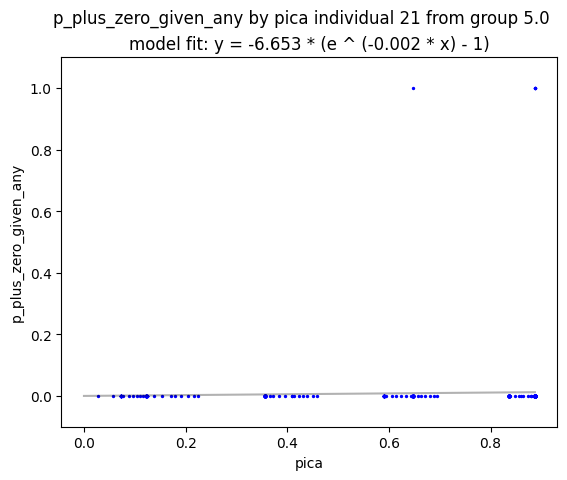 p_plus_zero_given_any by pica individual 21 from group 5.0
model fit: y = -6.653 * (e ^ (-0.002 * x) - 1)
1.0
0.8
0.6
0.4
0.2
0.0
p_plus_zero_given_any
0.0 0.2 0.4 0.6 0.8
pica